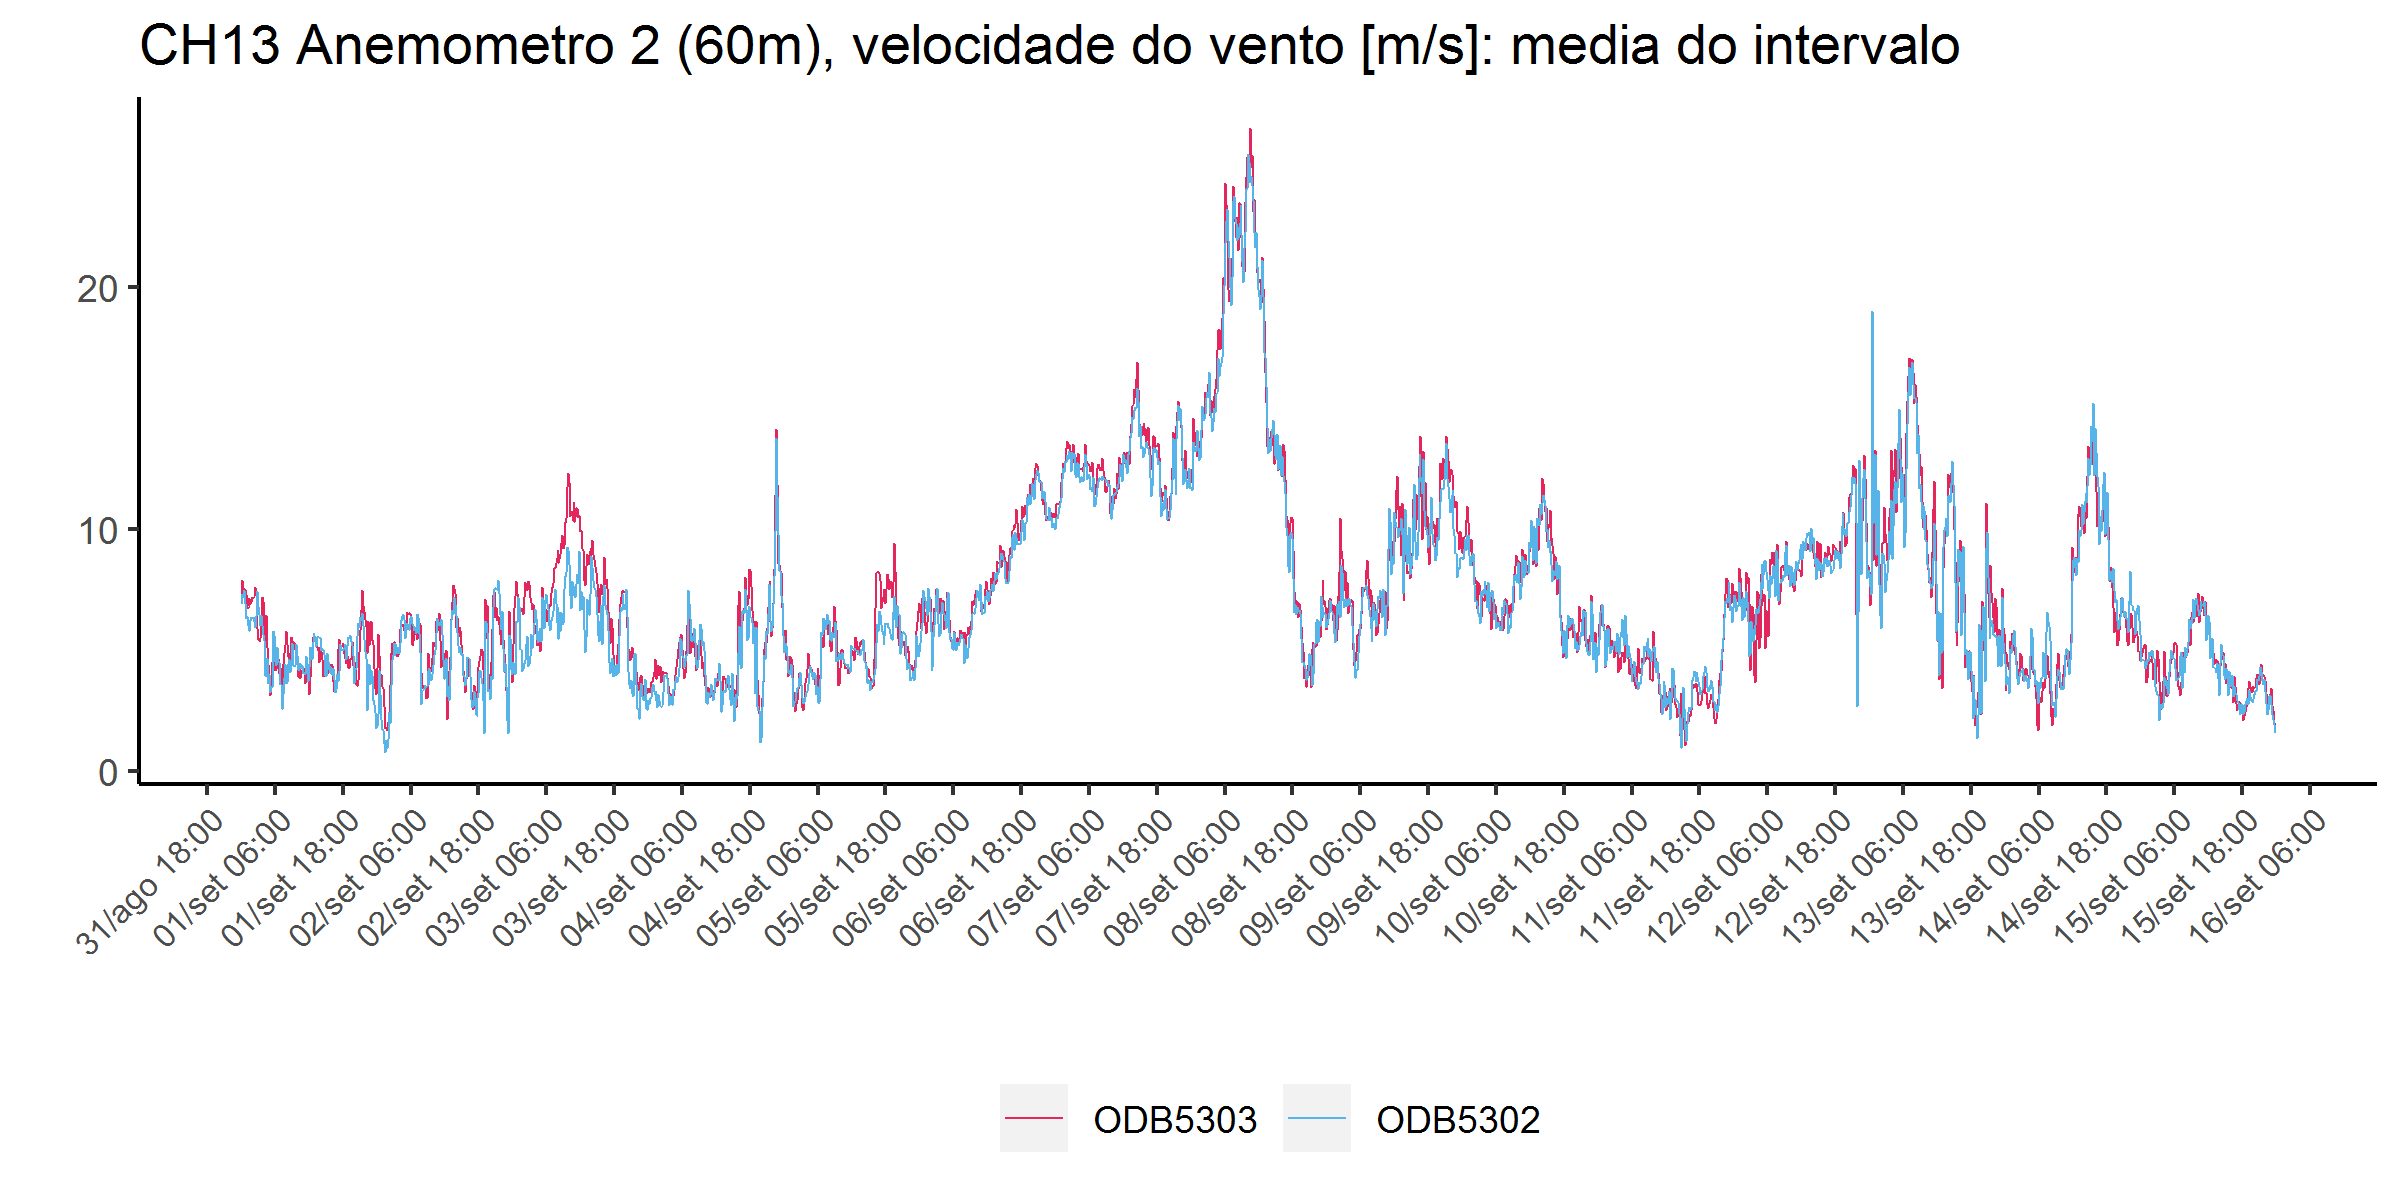 CH13 Anemometro 2 (60m), velocidade do vento [m/s]: media do intervalo
20
10
0
31/ago 18:00
01/set 06:00
01/set 18:00
02/set 06:00
02/set 18:00
03/set 06:00
03/set 18:00
04/set 06:00
04/set 18:00
05/set 06:00
05/set 18:00
06/set 06:00
06/set 18:00
07/set 06:00
07/set 18:00
08/set 06:00
08/set 18:00
09/set 06:00
09/set 18:00
10/set 06:00
10/set 18:00
11/set 06:00
11/set 18:00
12/set 06:00
12/set 18:00
13/set 06:00
13/set 18:00
14/set 06:00
14/set 18:00
15/set 06:00
15/set 18:00
16/set 06:00
ODB5303
ODB5302